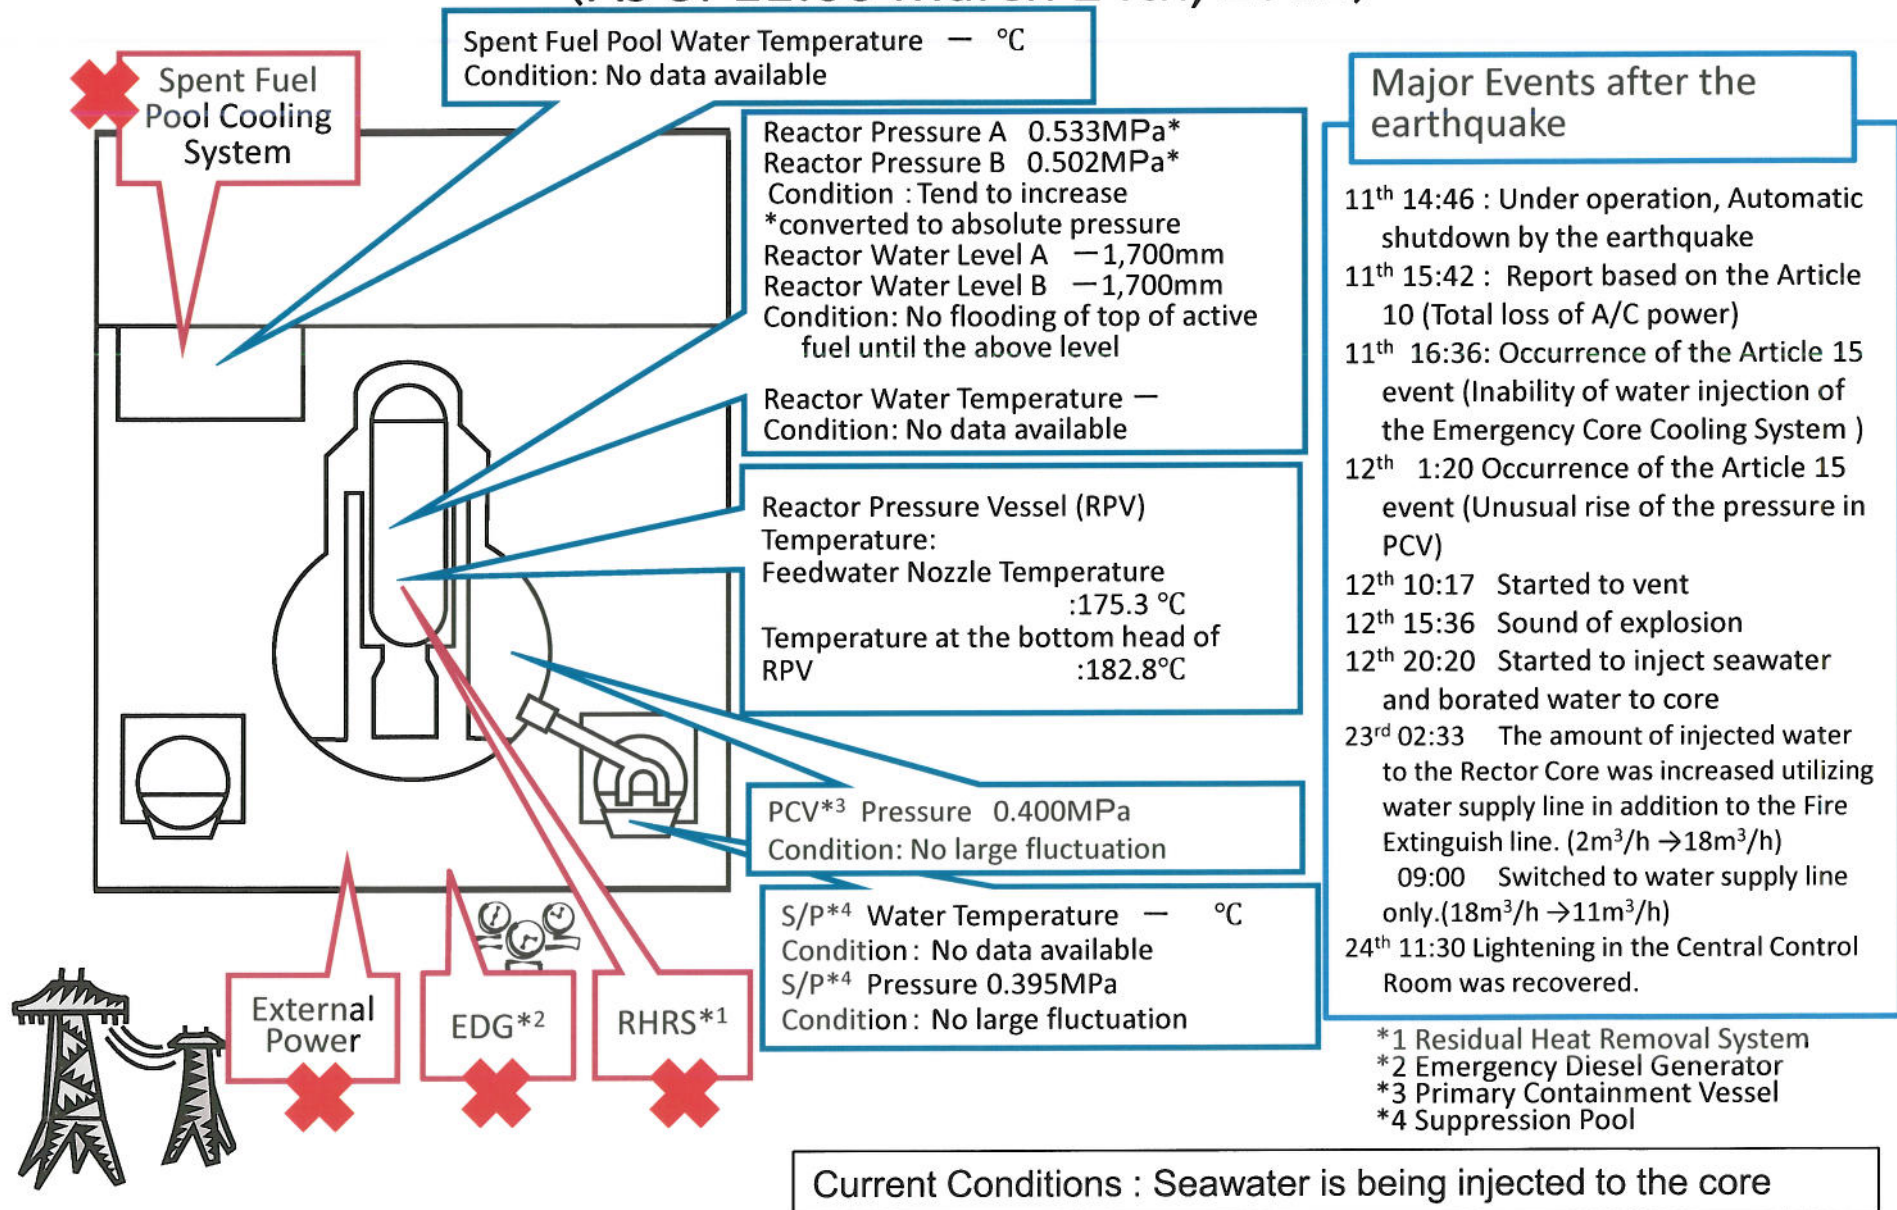 Spent Fuel
Pool Cooling
System
Spent Fuel Pool Water Temperature － ℃
Condition: No data available
Reactor Pressure A 0.533MPa*
Reactor Pressure B 0.502MPa*
Condition : Tend to increase
*converted to absolute pressure
Reactor Water Level A －1,700mm
Reactor Water Level B －1,700mm
Condition: No flooding of top of active
fuel until the above level
Reactor Water Temperature －
Condition: No data available
Reactor Pressure Vessel (RPV)
Temperature:
Feedwater Nozzle Temperature
:175.3 ℃
Temperature at the bottom head of
RPV :182.8℃
PCV*3 Pressure 0.400MPa
Condition: No large fluctuation
S/P*4 Water Temperature － ℃
Condition : No data available
S/P*4 Pressure 0.395MPa
Condition : No large fluctuation
External
Power
EDG*2
RHRS*1
Major Events after the
earthquake
11th 14:46 : Under operation, Automatic
shutdown by the earthquake
11th 15:42 : Report based on the Article
10 (Total loss of A/C power)
11th 16:36: Occurrence of the Article 15
event (Inability of water injection of
the Emergency Core Cooling System )
12th 1:20 Occurrence of the Article 15
event (Unusual rise of the pressure in
PCV)
12th 10:17 Started to vent
12th 15:36 Sound of explosion
12th 20:20 Started to inject seawater
and borated water to core
23rd 02:33 The amount of injected water
to the Rector Core was increased utilizing
water supply line in addition to the Fire
Extinguish line. (2m³/h →18m³/h)
09:00 Switched to water supply line
only.(18m³/h →11m³/h)
24th 11:30 Lightening in the Central Control
Room was recovered.
*1 Residual Heat Removal System
*2 Emergency Diesel Generator
*3 Primary Containment Vessel
*4 Suppression Pool
Current Conditions : Seawater is being injected to the core